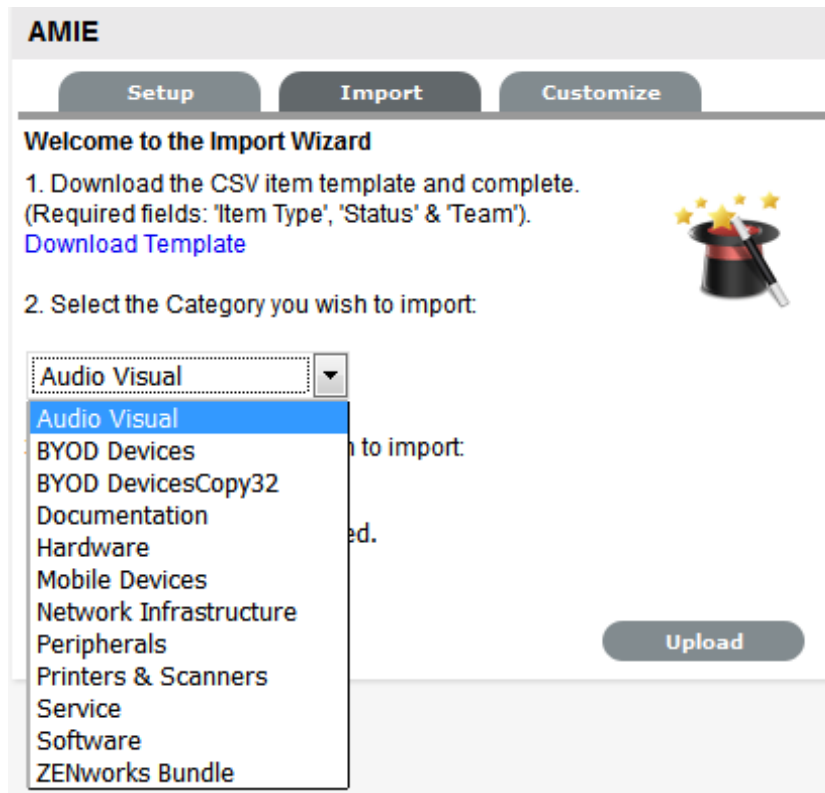 AMIE
Setup
Import
Customize
Welcome to the Import Wizard
1. Download the CSV item template and complete.
(Required fields: 'Item Type', 'Status' & 'Team').
Download Template
2. Select the Category you wish to import:
Audio Visual
Audio Visual
BYOD Devices
to import:
BYOD DevicesCopy32
Documentation
Hardware
Mobile Devices
Network Infrastructure
Peripherals
Upload
Printers & Scanners
Service
Software
ZENworks Bundle